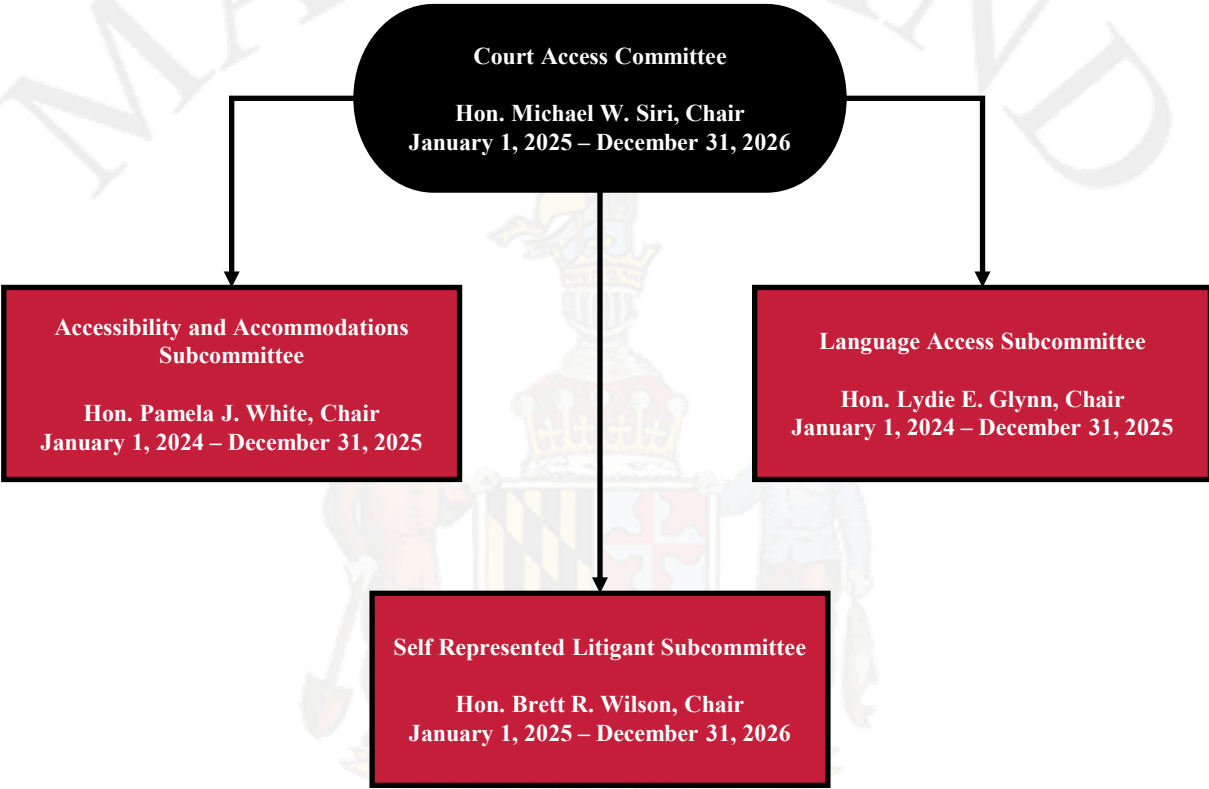 MARYLAND
Court Access Committee
Hon. Michael W. Siri, Chair
January 1, 2025 – December 31, 2026
Accessibility and Accommodations
Subcommittee
Hon. Pamela J. White, Chair
January 1, 2024 – December 31, 2025
Language Access Subcommittee
Hon. Lydie E. Glynn, Chair
January 1, 2024 – December 31, 2025
Self Represented Litigant Subcommittee
Hon. Brett R. Wilson, Chair
January 1, 2025 – December 31, 2026